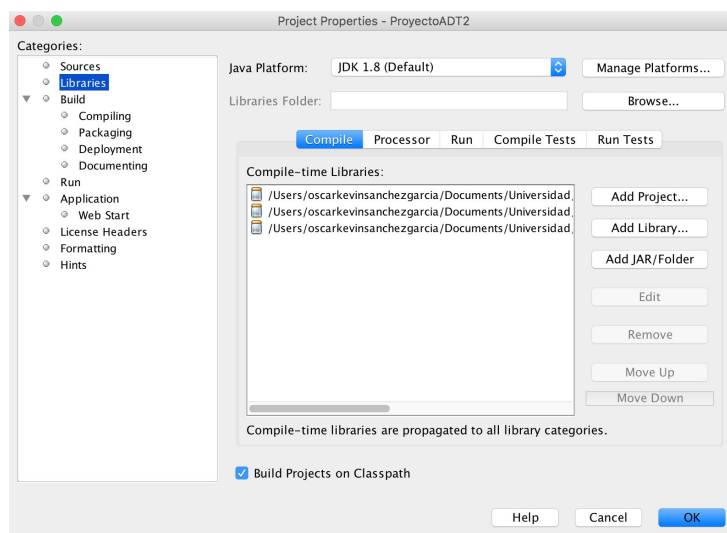 Project Properties - ProyectoADT2
Categories:
Sources
Libraries
Build
Compiling
Packaging
Deployment
Documenting
Run
Application
Web Start
License Headers
Formatting
Hints
Java Platform: JDK 1.8 (Default) Manage Platforms...
Libraries Folder: Browse...
Compile Processor Run Compile Tests Run Tests
Compile-time Libraries:
/Users/oscarkevinsanchezgarcia/Documents/Universidad
/Users/oscarkevinsanchezgarcia/Documents/Universidad
/Users/oscarkevinsanchezgarcia/Documents/Universidad
Add Project...
Add Library...
Add JAR/Folder
Edit
Remove
Move Up
Move Down
Compile-time libraries are propagated to all library categories.
Build Projects on Classpath
Help Cancel OK